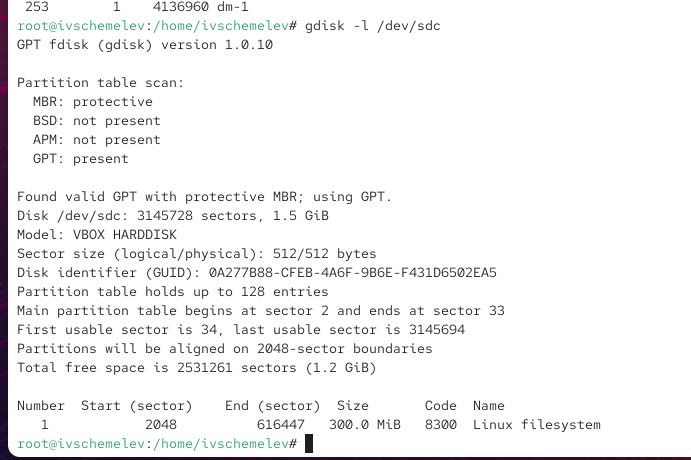 253        1    4136960 dm-1
root@ivschemelev:/home/ivschemelev# gdisk -l /dev/sdc
GPT fdisk (gdisk) version 1.0.10

Partition table scan:
  MBR: protective
  BSD: not present
  APM: not present
  GPT: present

Found valid GPT with protective MBR; using GPT.
Disk /dev/sdc: 3145728 sectors, 1.5 GiB
Model: VBOX HARDDISK
Sector size (logical/physical): 512/512 bytes
Disk identifier (GUID): 0A277B88-CFEB-4A6F-9B6E-F431D6502EA5
Partition table holds up to 128 entries
Main partition table begins at sector 2 and ends at sector 33
First usable sector is 34, last usable sector is 3145694
Partitions will be aligned on 2048-sector boundaries
Total free space is 2531261 sectors (1.2 GiB)

Number  Start (sector)    End (sector)  Size       Code  Name
   1            2048          616447   300.0 MiB   8300  Linux filesystem
root@ivschemelev:/home/ivschemelev#